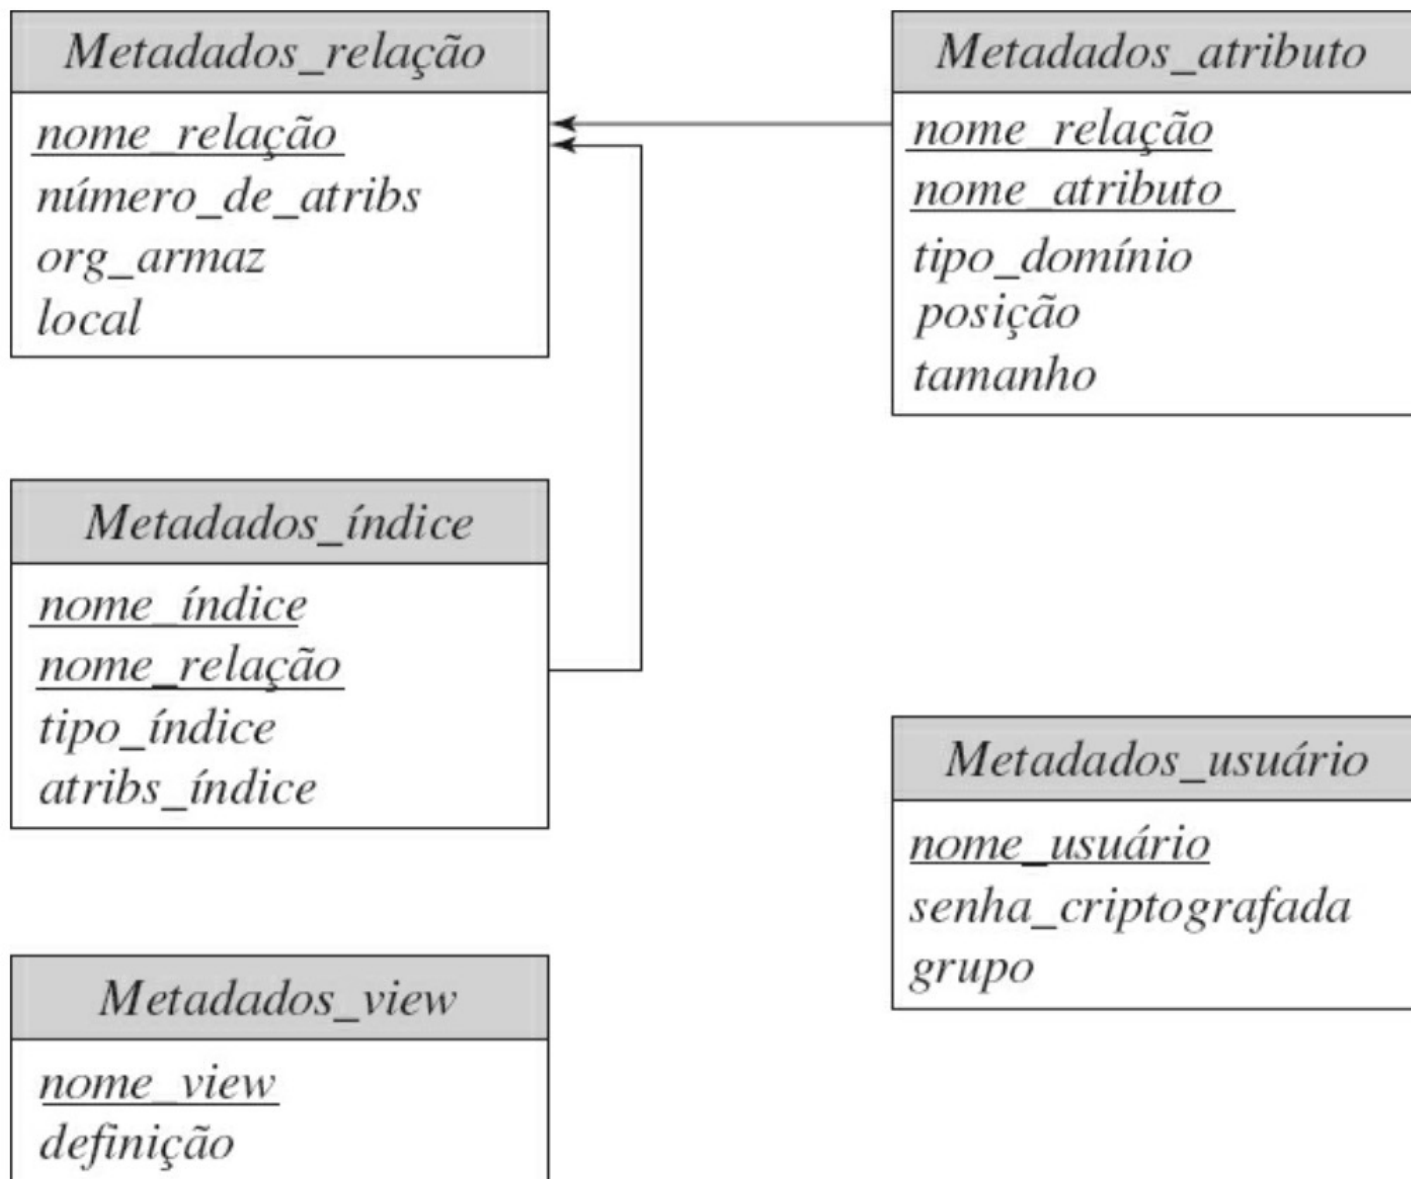 Metadados_relação
nome_relação
número_de_atribs
org_armaz
local
Metadados_atributo
nome_relação
nome_atributo
tipo_domínio
posição
tamanho
Metadados_índice
nome_índice
nome_relação
tipo_índice
atribs_índice
Metadados_usuário
nome_usuário
senha_criptografada
grupo
Metadados_view
nome_view
definição